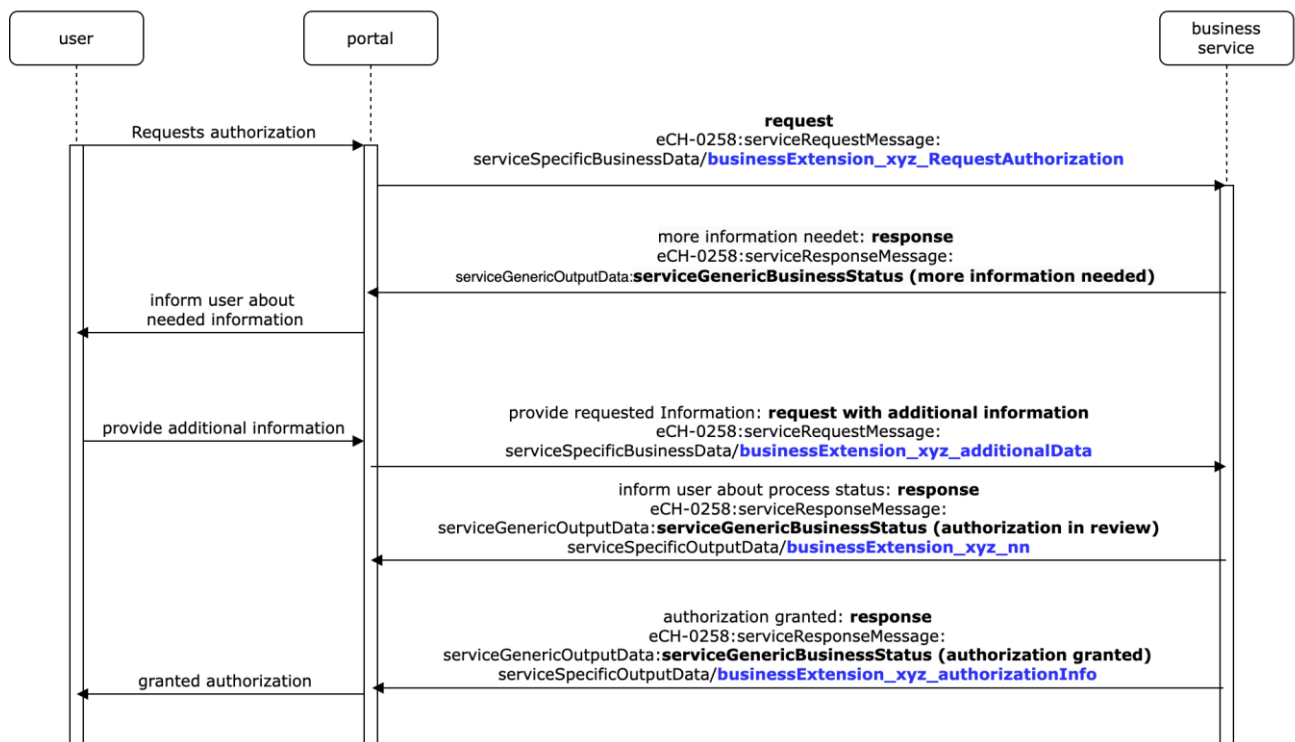 user
portal
business
service
Requests authorization
request
eCH-0258:serviceRequestMessage:
serviceSpecificBusinessData/businessExtension_xyz_RequestAuthorization
more information needet: response
eCH-0258:serviceResponseMessage:
serviceGenericOutputData:serviceGenericBusinessStatus (more information needed)
inform user about
needed information
provide requested Information: request with additional information
eCH-0258:serviceRequestMessage:
serviceSpecificBusinessData/businessExtension_xyz_additionalData
provide additional information
inform user about process status: response
eCH-0258:serviceResponseMessage:
serviceGenericOutputData:serviceGenericBusinessStatus (authorization in review)
serviceSpecificOutputData/businessExtension_xyz_nn
authorization granted: response
eCH-0258:serviceResponseMessage:
serviceGenericOutputData:serviceGenericBusinessStatus (authorization granted)
serviceSpecificOutputData/businessExtension_xyz_authorizationInfo
granted authorization